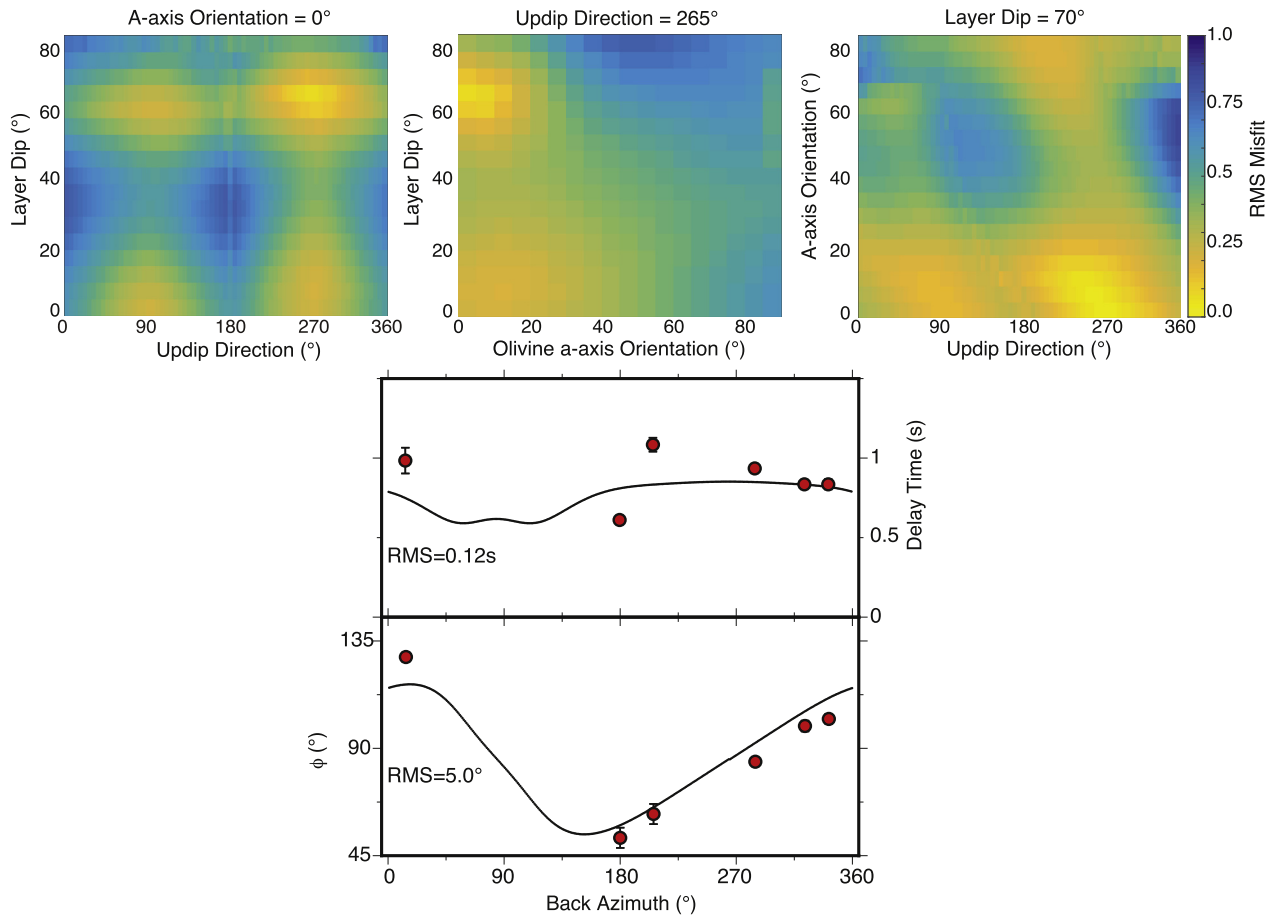 A-axis Orientation = 0°
Updip Direction = 265°
Layer Dip = 70°
Layer Dip (°)
80
60
40
20
0
0 90 180 270 360
Updip Direction (°)
Layer Dip (°)
80
60
40
20
0
0 20 40 60 80
Olivine a-axis Orientation (°)
A-axis Orientation (°)
80
60
40
20
0
0 90 180 270 360
Updip Direction (°)
1.0
0.75
0.5
0.25
0.0
RMS Misfit
1
0.5
0
Delay Time (s)
RMS=0.12s
135
90
45
ϕ (°)
RMS=5.0°
0 90 180 270 360
Back Azimuth (°)